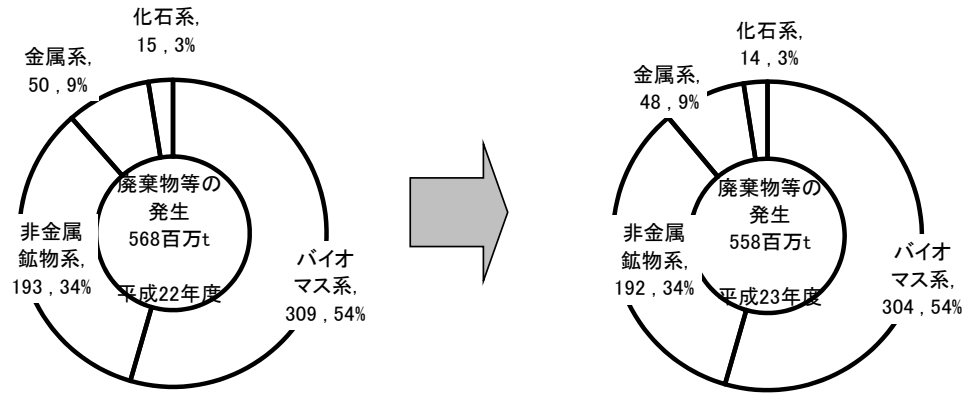 化石系,
15 , 3%
金属系,
50 , 9%
廃棄物等の
発生
568百万t
平成22年度
非金属
鉱物系,
193 , 34%
バイオ
マス系,
309 , 54%
化石系,
14 , 3%
金属系,
48 , 9%
廃棄物等の
発生
558百万t
平成23年度
非金属
鉱物系,
192 , 34%
バイオ
マス系,
304 , 54%